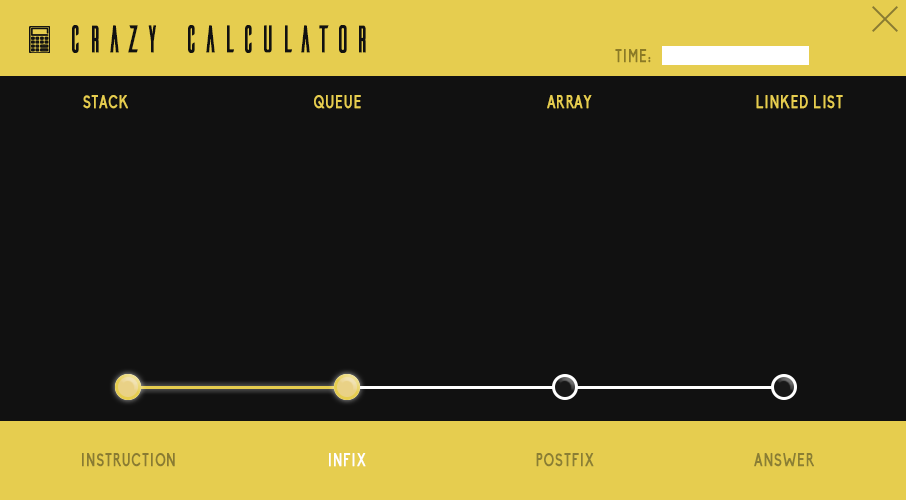 CRAZY CALCULATOR
TIME:
STACK QUEUE ARRAY LINKED LIST
INSTRUCTION INFIX POSTFIX ANSWER